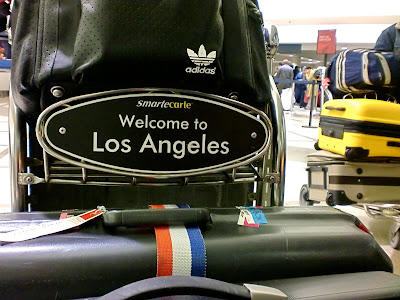 adidas
smartecarte
Welcome to
Los Angeles